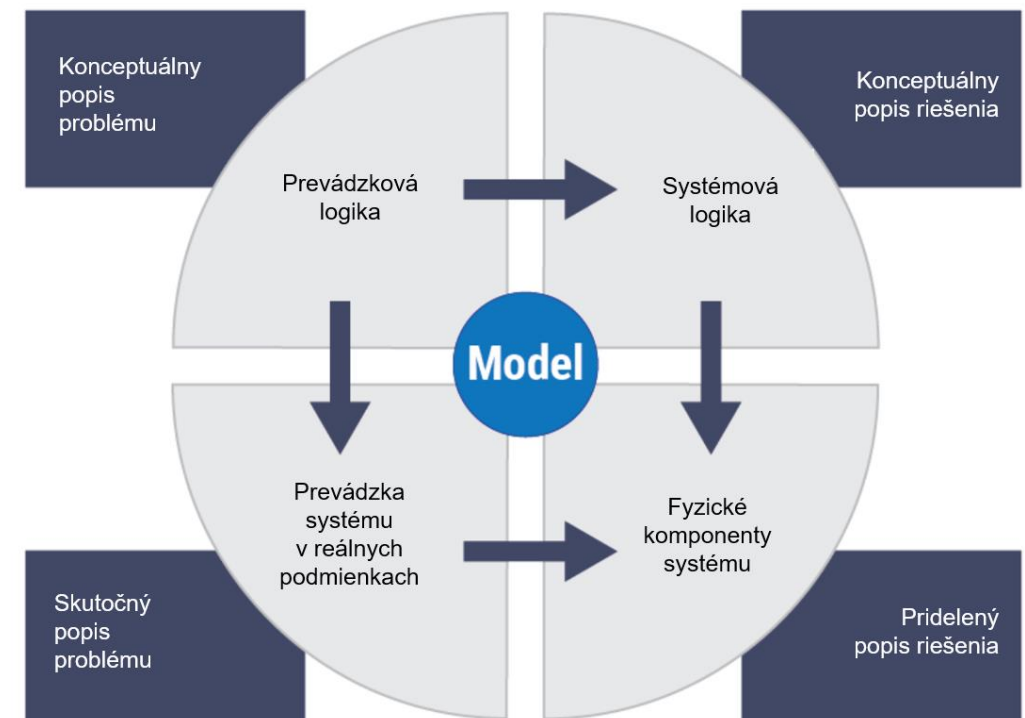 Konceptuálny
popis
problému
Konceptuálny
popis riešenia
Prevádzková
logika
Systémová
logika
Model
Prevádzka
systému
v reálnych
podmienkach
Fyzické
komponenty
systému
Skutočný
popis
problému
Pridelený
popis riešenia